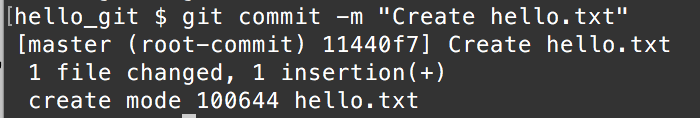 [hello_git $ git commit -m "Create hello.txt"
[master (root-commit) 11440f7] Create hello.txt
1 file changed, 1 insertion(+)
create mode 100644 hello.txt